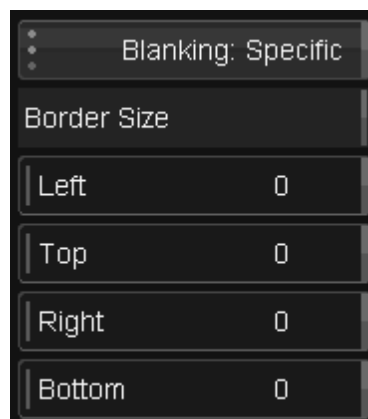 Blanking: Specific
Border Size
Left 0
Top 0
Right 0
Bottom 0